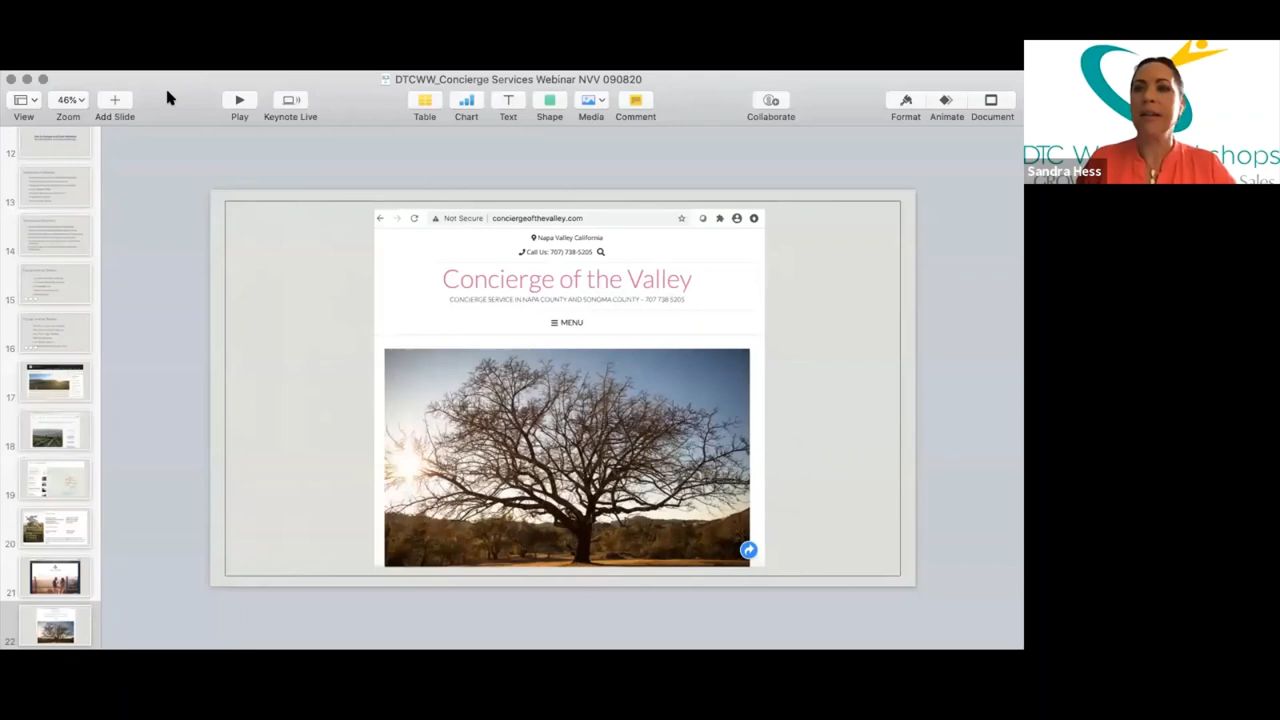 DTCWW_Concierge Services Webinar NVV 090820
46%
View Zoom Add Slide Play Keynote Live Table Chart Text Shape Media Comment Collaborate Format Animate Document
Not Secure | conciergeofthevalley.com
Napa Valley California
Call Us: 707) 738-5205
Concierge of the Valley
CONCIERGE SERVICE IN NAPA COUNTY AND SONOMA COUNTY – 707 738 5205
MENU
12
13
14
15
16
17
18
19
20
21
22
DTC W shops
Sales
Sandra Hess